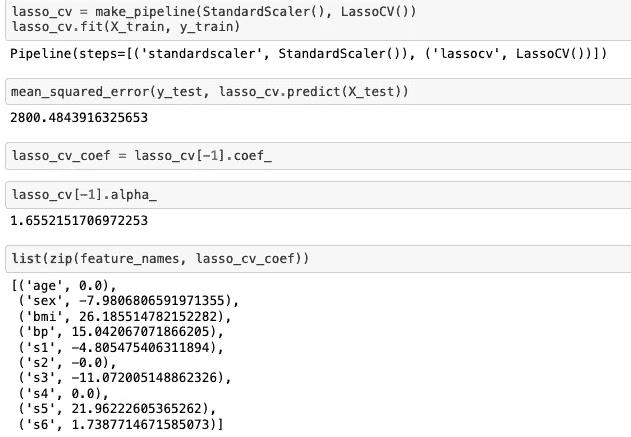 lasso_cv = make_pipeline(StandardScaler(), LassoCV())
lasso_cv.fit(X_train, y_train)
Pipeline(steps=[('standardscaler', StandardScaler()), ('lassocv', LassoCV())])
mean_squared_error(y_test, lasso_cv.predict(X_test))
2800.4843916325653
lasso_cv_coef = lasso_cv[-1].coef_
lasso_cv[-1].alpha_
1.6552151706972253
list(zip(feature_names, lasso_cv_coef))
[('age', 0.0),
('sex', -7.9806806591971355),
('bmi', 26.185514782152282),
('bp', 15.042067071866205),
('s1', -4.805475406311894),
('s2', -0.0),
('s3', -11.072005148862326),
('s4', 0.0),
('s5', 21.96222605365262),
('s6', 1.7387714671585073)]